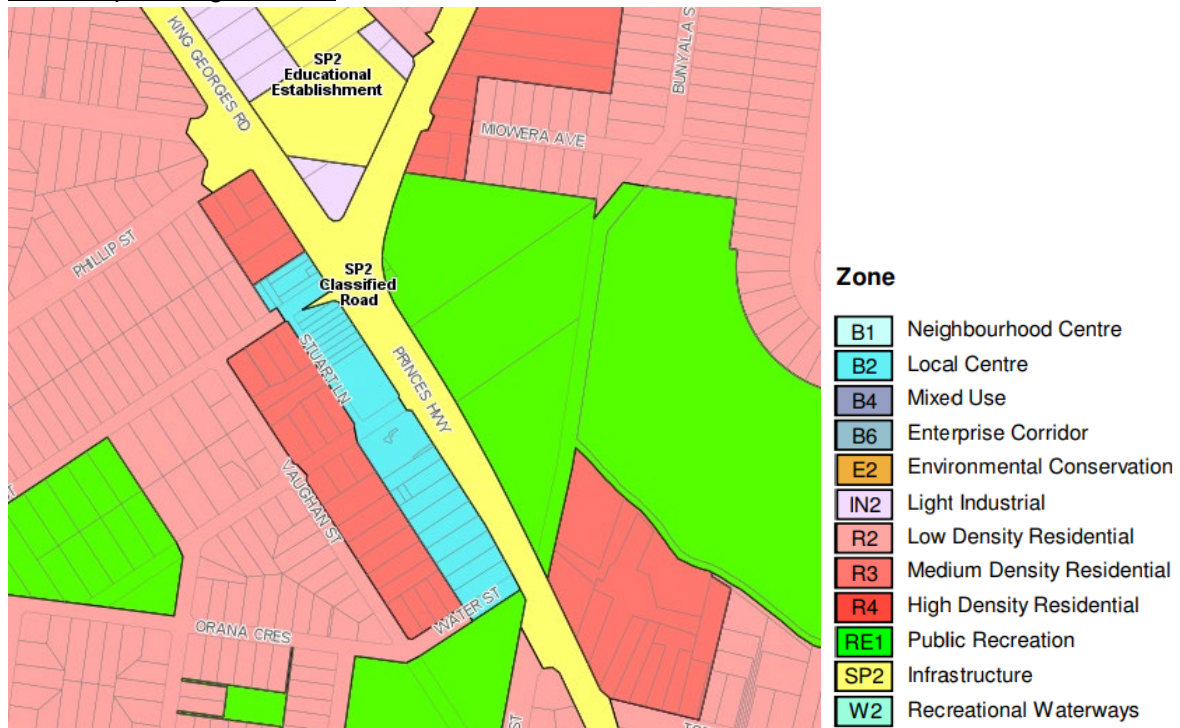 KING GEORGES RD
SP2
Educational
Establishment
BUNYALA S
MIOWERA AVE
PHILLIP ST
SP2
Classified
Road
STUART LN
PRINCES HWY
VAUGHAN ST
WATER ST
ORANA CRES
ST
Zone
B1 Neighbourhood Centre
B2 Local Centre
B4 Mixed Use
B6 Enterprise Corridor
E2 Environmental Conservation
IN2 Light Industrial
R2 Low Density Residential
R3 Medium Density Residential
R4 High Density Residential
RE1 Public Recreation
SP2 Infrastructure
W2 Recreational Waterways